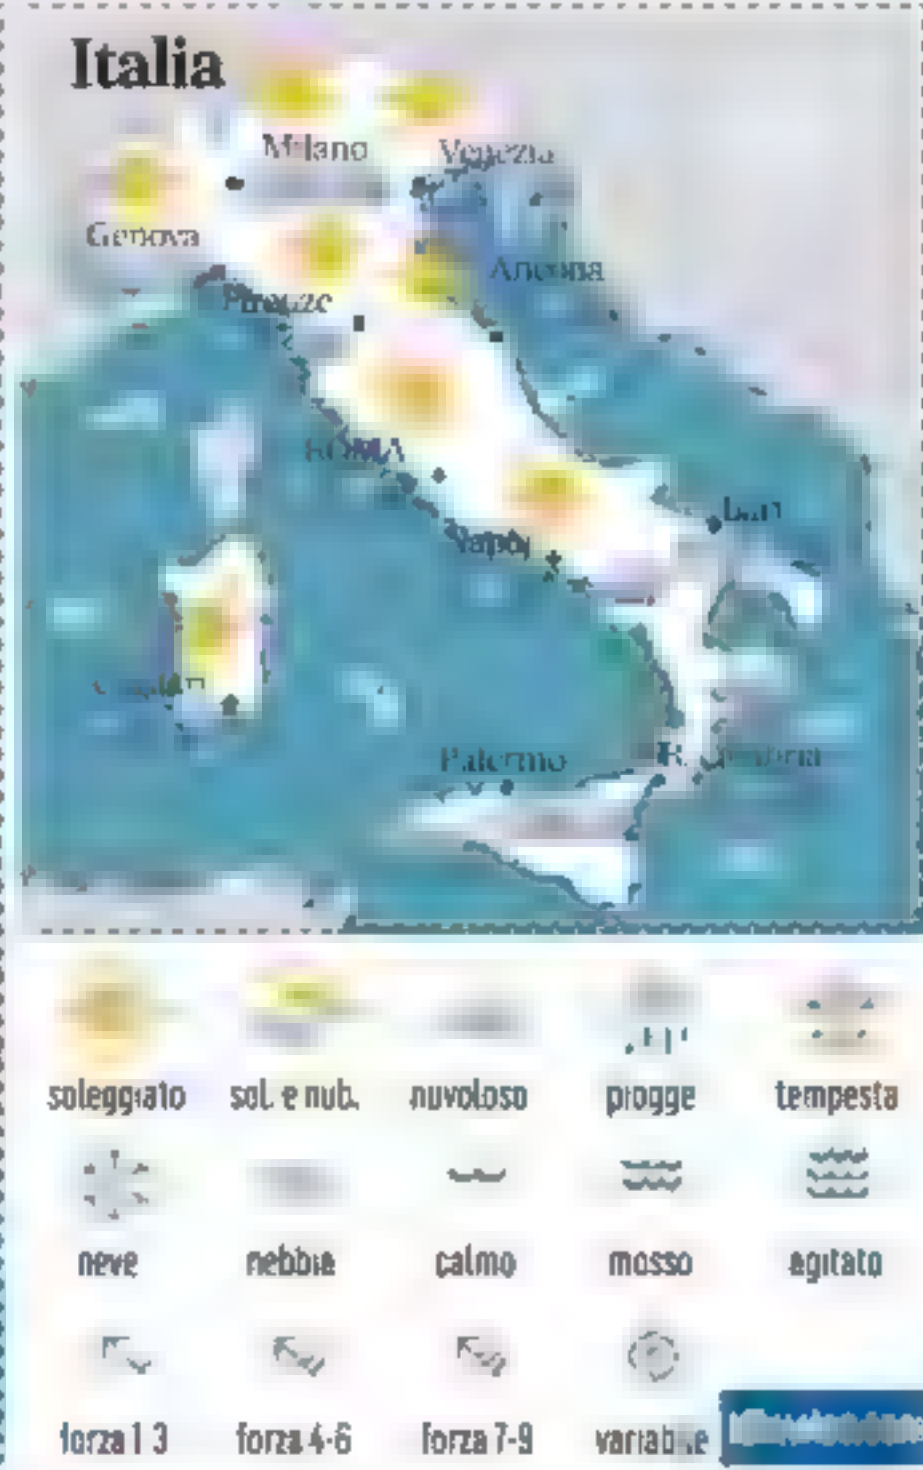 Italia
Milano Venezia
Genova
Ancona
Firenze
ROMA
Bari
Napoli
Palermo R.
soleggiato sol. e nub. nuvoloso piogge tempesta
neve nebbia calmo mosso agitato
forza 1-3 forza 4-6 forza 7-9 variabile